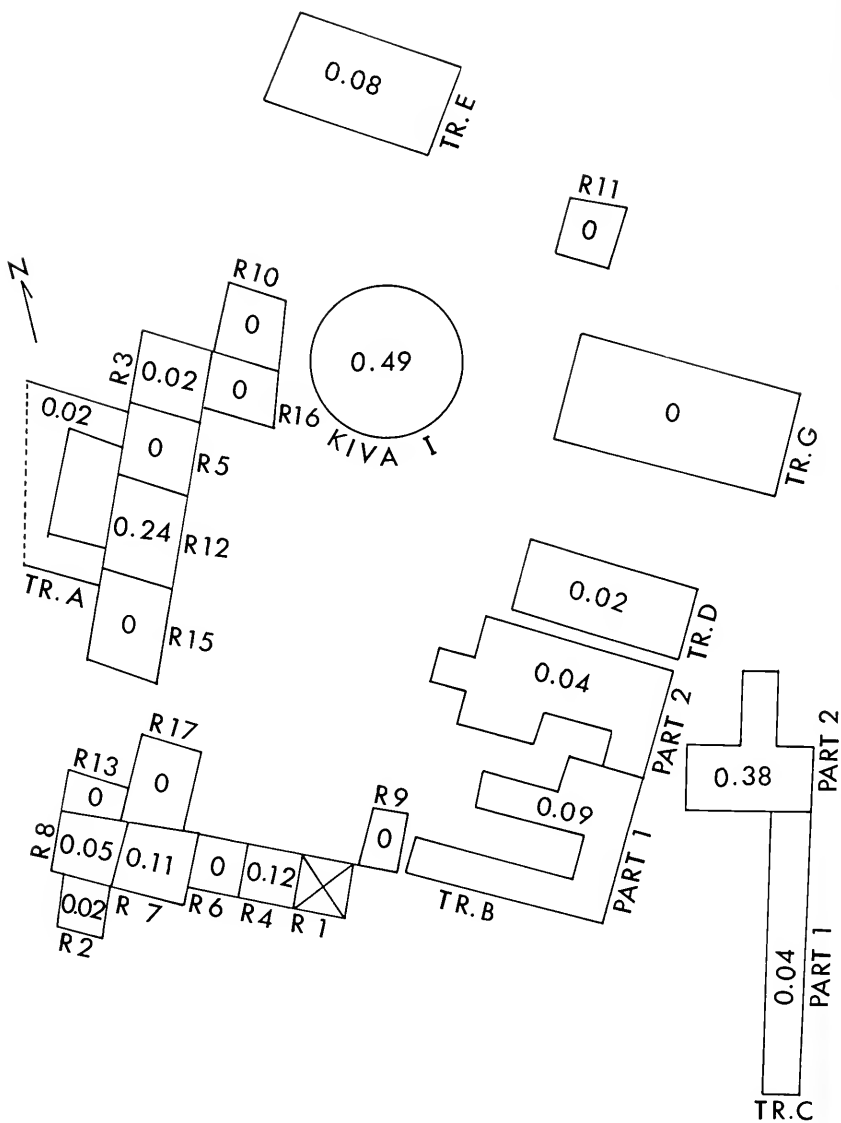 0.08
TR.E
R11
0
Z
R10
0
0.49
KIVA I
R3
0.02
0
R16
0.02
0
R5
0
TR.G
0.24
R12
TR.A
0
R15
0.02
TR.D
0.04
PART 2
R17
0
R13
0
0.38
PART 2
R8
0.05
0.11
0
0.12
R9
0
0.09
PART 1
0.02
R2
R 7
R6
R4
R 1
TR.B
0.04
PART 1
TR.C